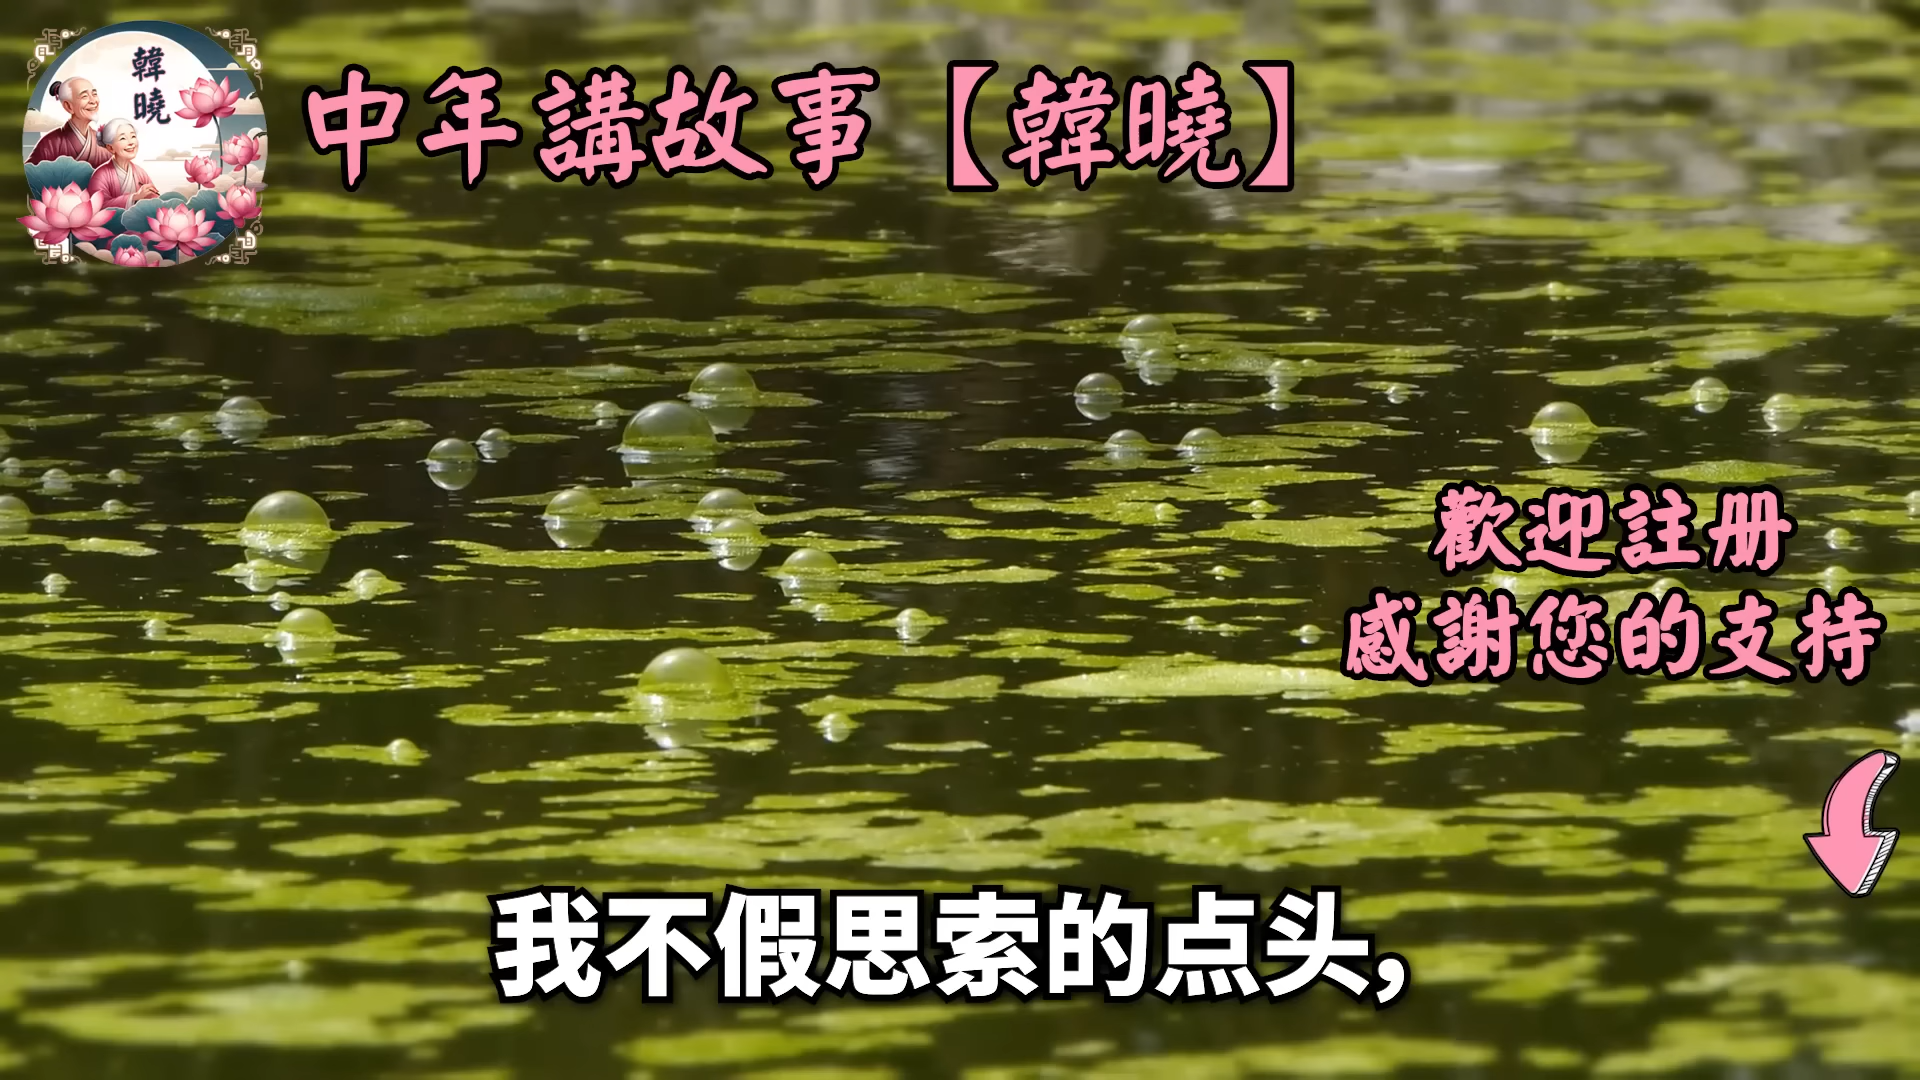 韓曉
中年講故事【韓曉】
歡迎註册
感謝您的支持
我不假思索的点头,